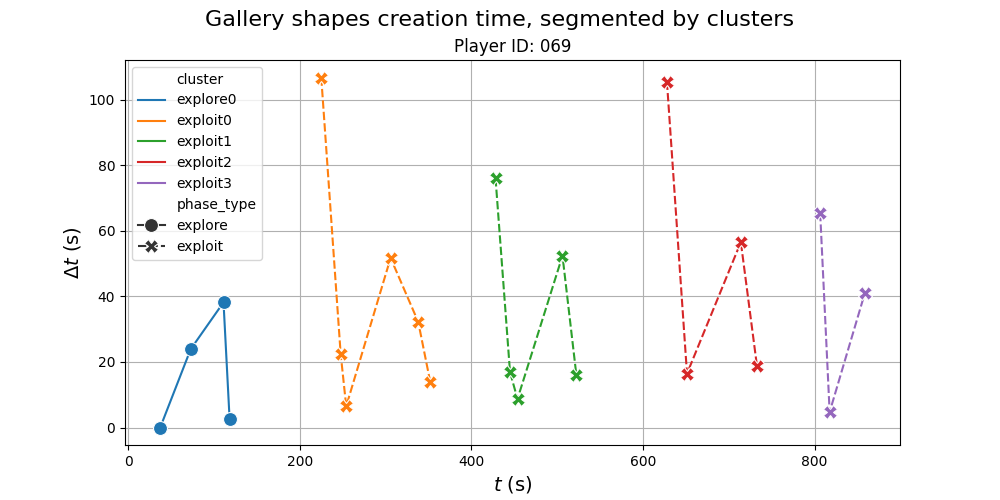 Gallery shapes creation time, segmented by clusters
Player ID: 069
cluster
explore0
exploit0
exploit1
exploit2
exploit3
phase_type
explore
exploit
Δt (s)
100
80
60
40
20
0
0 200 400 600 800
t (s)